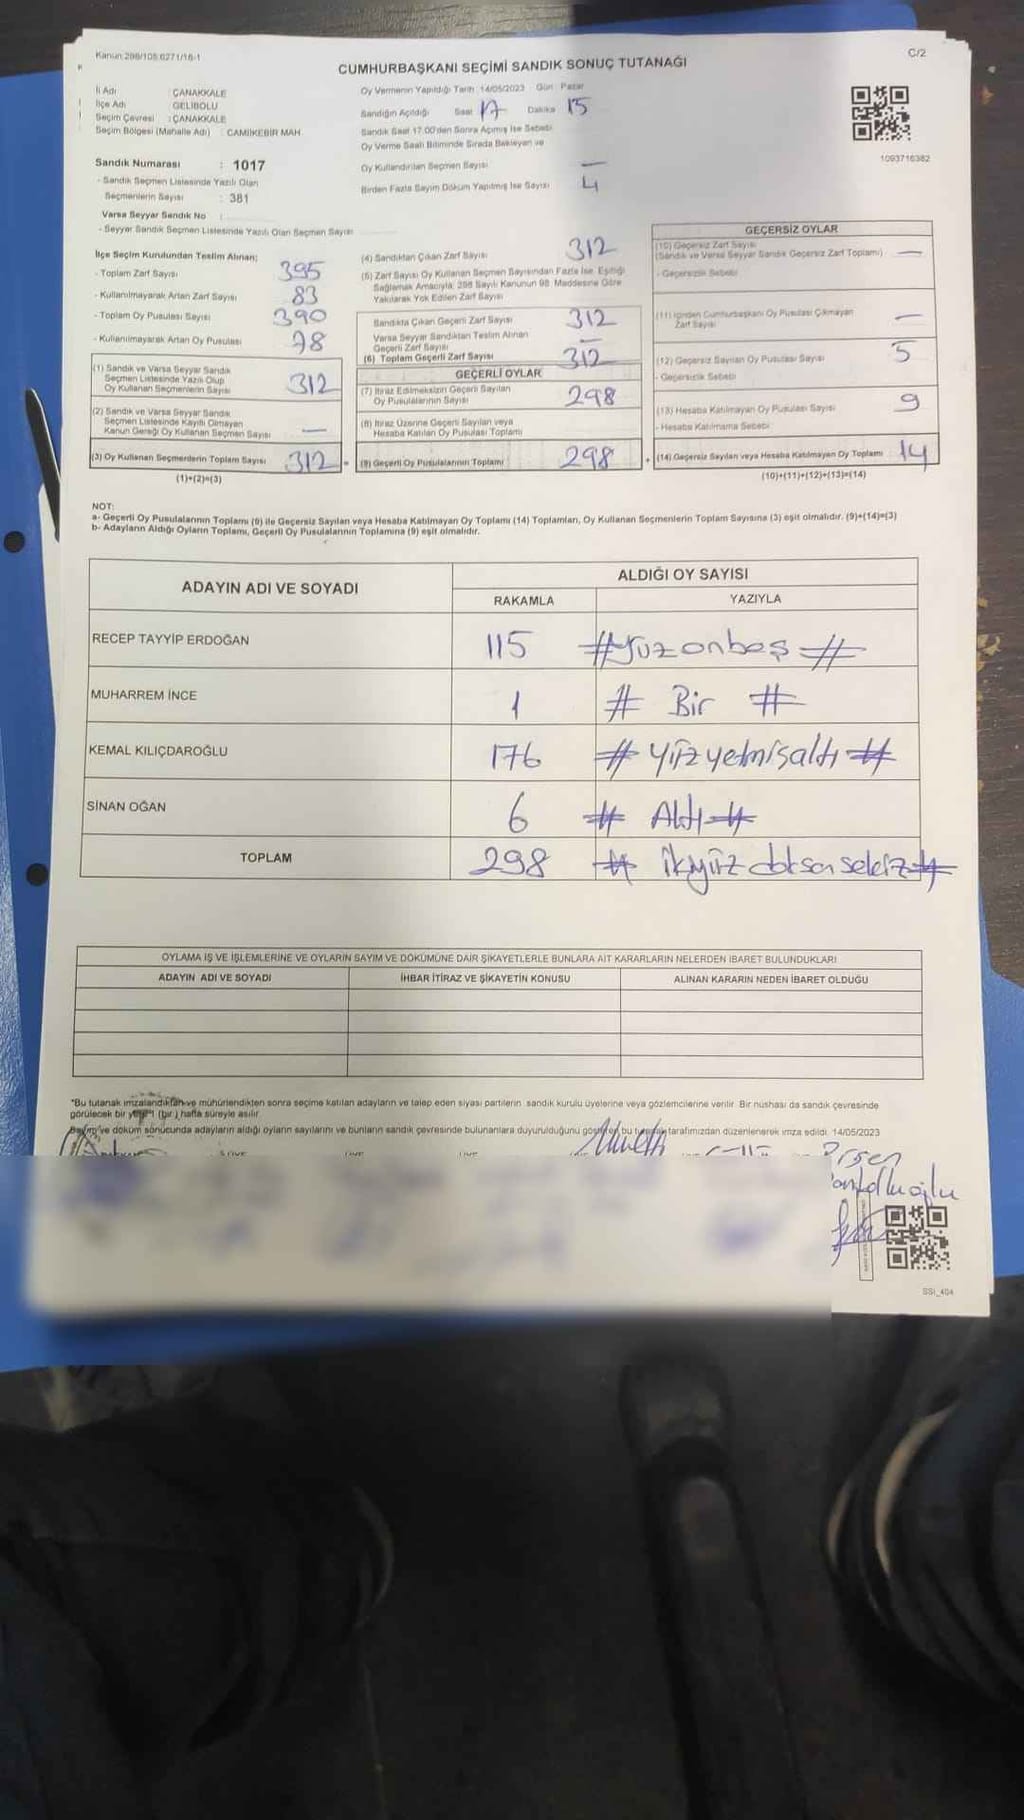 Kanun:298/105;6271/16-1
C/2
CUMHURBAŞKANI SEÇİMİ SANDIK SONUÇ TUTANAĞI
İl Adı : ÇANAKKALE
İlçe Adı : GELİBOLU
Seçim Çevresi : ÇANAKKALE
Seçim Bölgesi (Mahalle Adı) : CAMİİKEBİR MAH.
Oy Vermenin Yapıldığı Tarih :14/05/2023 Gün Pazar
Sandığın Açıldığı Saat 17 Dakika 15
Sandık Saat 17.00'den Sonra Açılmış İse Sebebi
Oy Verme Saati Bitiminde Sırada Bekleyen ve
Oy Kullandırılan Seçmen Sayısı —
Birden Fazla Sayım Döküm Yapılmış İse Sayısı 4
1093716382
Sandık Numarası : 1017
- Sandık Seçmen Listesinde Yazılı Olan
Seçmenlerin Sayısı : 381
Varsa Seyyar Sandık No :
- Seyyar Sandık Seçmen Listesinde Yazılı Olan Seçmen Sayısı
İlçe Seçim Kurulundan Teslim Alınan;
- Toplam Zarf Sayısı 395
- Kullanılmayarak Artan Zarf Sayısı 83
- Toplam Oy Pusulası Sayısı 390
- Kullanılmayarak Artan Oy Pusulası 78
(1) Sandık ve Varsa Seyyar Sandık
Seçmen Listesinde Yazılı Olup
Oy Kullanan Seçmenlerin Sayısı 312
(2) Sandık ve Varsa Seyyar Sandık
Seçmen Listesinde Kayıtlı Olmayan
Kanun Gereği Oy Kullanan Seçmen Sayısı —
(3) Oy Kullanan Seçmenlerin Toplam Sayısı 312 =
(1)+(2)=(3)
(4) Sandıktan Çıkan Zarf Sayısı 312
(5) Zarf Sayısı Oy Kullanan Seçmen Sayısından Fazla İse, Eşitliği
Sağlamak Amacıyla, 298 Sayılı Kanunun 98. Maddesine Göre
Yakılarak Yok Edilen Zarf Sayısı
Sandıkta Çıkan Geçerli Zarf Sayısı 312
Varsa Seyyar Sandıktan Teslim Alınan
Geçerli Zarf Sayısı —
(6) Toplam Geçerli Zarf Sayısı 312
GEÇERLİ OYLAR
(7) İtiraz Edilmeksizin Geçerli Sayılan
Oy Pusulalarının Sayısı 298
(8) İtiraz Üzerine Geçerli Sayılan veya
Hesaba Katılan Oy Pusulası Toplamı
(9) Geçerli Oy Pusulalarının Toplamı 298 +
GEÇERSİZ OYLAR
(10) Geçersiz Zarf Sayısı
(Sandık ve Varsa Seyyar Sandık Geçersiz Zarf Toplamı) —
- Geçersizlik Sebebi
(11) İçinden Cumhurbaşkanı Oy Pusulası Çıkmayan
Zarf Sayısı —
(12) Geçersiz Sayılan Oy Pusulası Sayısı 5
- Geçersizlik Sebebi
(13) Hesaba Katılmayan Oy Pusulası Sayısı 9
- Hesaba Katılmama Sebebi
(14) Geçersiz Sayılan veya Hesaba Katılmayan Oy Toplamı 14
(10)+(11)+(12)+(13)=(14)
NOT:
a- Geçerli Oy Pusulalarının Toplamı (9) ile Geçersiz Sayılan veya Hesaba Katılmayan Oy Toplamı (14) Toplamları, Oy Kullanan Seçmenlerin Toplam Sayısına (3) eşit olmalıdır. (9)+(14)=(3)
b- Adayların Aldığı Oyların Toplamı, Geçerli Oy Pusulalarının Toplamına (9) eşit olmalıdır.
ADAYIN ADI VE SOYADI
ALDIĞI OY SAYISI
RAKAMLA YAZIYLA
RECEP TAYYİP ERDOĞAN 115 #Yüzonbeş#
MUHARREM İNCE 1 # Bir #
KEMAL KILIÇDAROĞLU 176 # Yüzyetmişaltı #
SİNAN OĞAN 6 # Altı #
TOPLAM 298 # ikiyüz doksansekiz #
OYLAMA İŞ VE İŞLEMLERİNE VE OYLARIN SAYIM VE DÖKÜMÜNE DAİR ŞİKAYETLERLE BUNLARA AİT KARARLARIN NELERDEN İBARET BULUNDUKLARI
ADAYIN ADI VE SOYADI İHBAR İTİRAZ VE ŞİKAYETİN KONUSU ALINAN KARARIN NEDEN İBARET OLDUĞU
"Bu tutanak imzalandıktan ve mühürlendikten sonra seçime katılan adayların ve talep eden siyasi partilerin sandık kurulu üyelerine veya gözlemcilerine verilir. Bir nüshası da sandık çevresinde
görülecek bir yere 1 (bir ) hafta süreyle asılır.
Sayım ve döküm sonucunda adayların aldığı oyların sayılarını ve bunların sandık çevresinde bulunanlara duyurulduğunu gösteren bu tutanak tarafımızdan düzenlenerek imza edildi. 14/05/2023
SSI_404